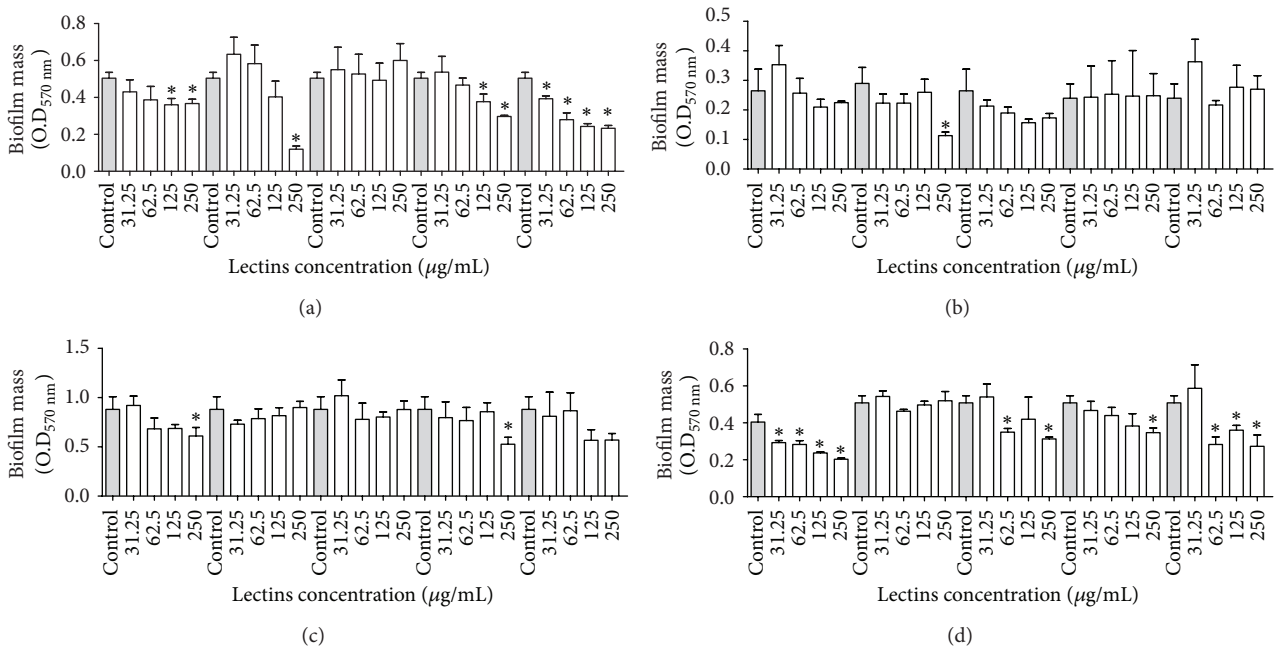 0.8
0.6
0.4
0.2
0.0
Biofilm mass
(O.D570 nm)
* * * * * * * * *
Control 31.25 62.5 125 250 Control 31.25 62.5 125 250 Control 31.25 62.5 125 250 Control 31.25 62.5 125 250 Control 31.25 62.5 125 250
Lectins concentration (μg/mL)
(a)
0.5
0.4
0.3
0.2
0.1
0.0
Biofilm mass
(O.D570 nm)
*
Control 31.25 62.5 125 250 Control 31.25 62.5 125 250 Control 31.25 62.5 125 250 Control 31.25 62.5 125 250 Control 31.25 62.5 125 250
Lectins concentration (μg/mL)
(b)
1.5
1.0
0.5
0.0
Biofilm mass
(O.D570 nm)
* *
Control 31.25 62.5 125 250 Control 31.25 62.5 125 250 Control 31.25 62.5 125 250 Control 31.25 62.5 125 250 Control 31.25 62.5 125 250
Lectins concentration (μg/mL)
(c)
0.8
0.6
0.4
0.2
0.0
Biofilm mass
(O.D570 nm)
* * * * * * * * * *
Control 31.25 62.5 125 250 Control 31.25 62.5 125 250 Control 31.25 62.5 125 250 Control 31.25 62.5 125 250 Control 31.25 62.5 125 250
Lectins concentration (μg/mL)
(d)